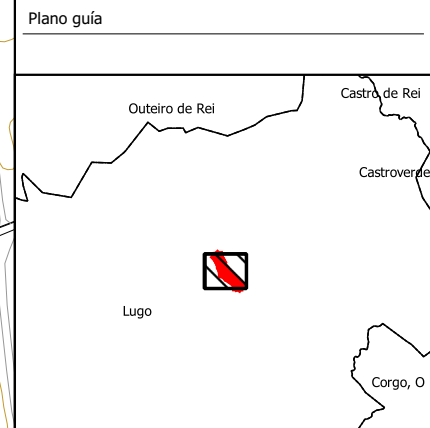 Plano guía
Castro de Rei
Outeiro de Rei
Castroverde
Lugo
Corgo, O